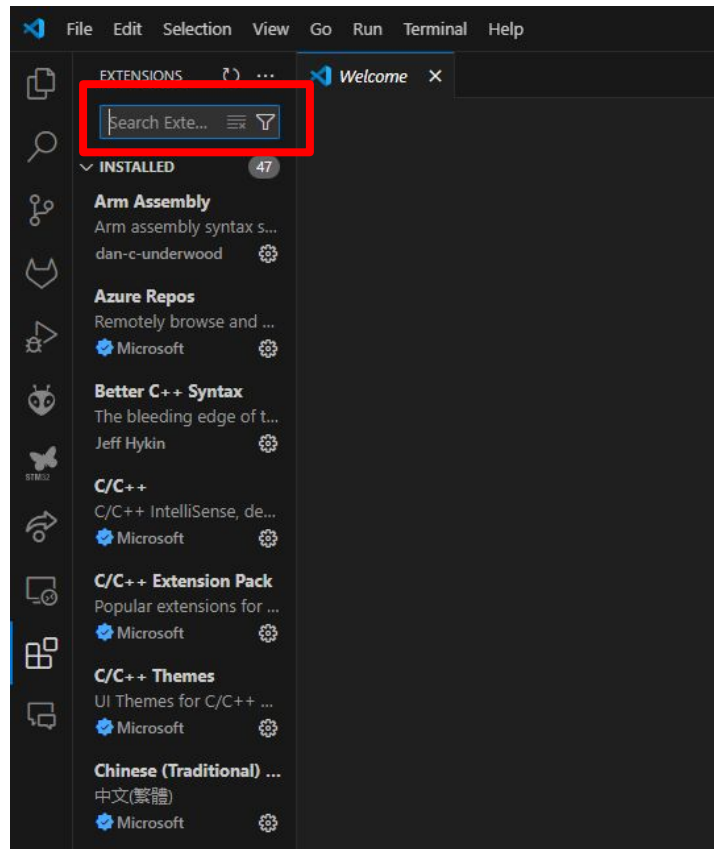 File Edit Selection View Go Run Terminal Help
EXTENSIONS
Welcome
Search Exte...
INSTALLED 47
Arm Assembly
Arm assembly syntax s...
dan-c-underwood
Azure Repos
Remotely browse and ...
Microsoft
Better C++ Syntax
The bleeding edge of t...
Jeff Hykin
STM32
C/C++
C/C++ IntelliSense, de...
Microsoft
C/C++ Extension Pack
Popular extensions for ...
Microsoft
C/C++ Themes
UI Themes for C/C++ ...
Microsoft
Chinese (Traditional) ...
中文(繁體)
Microsoft